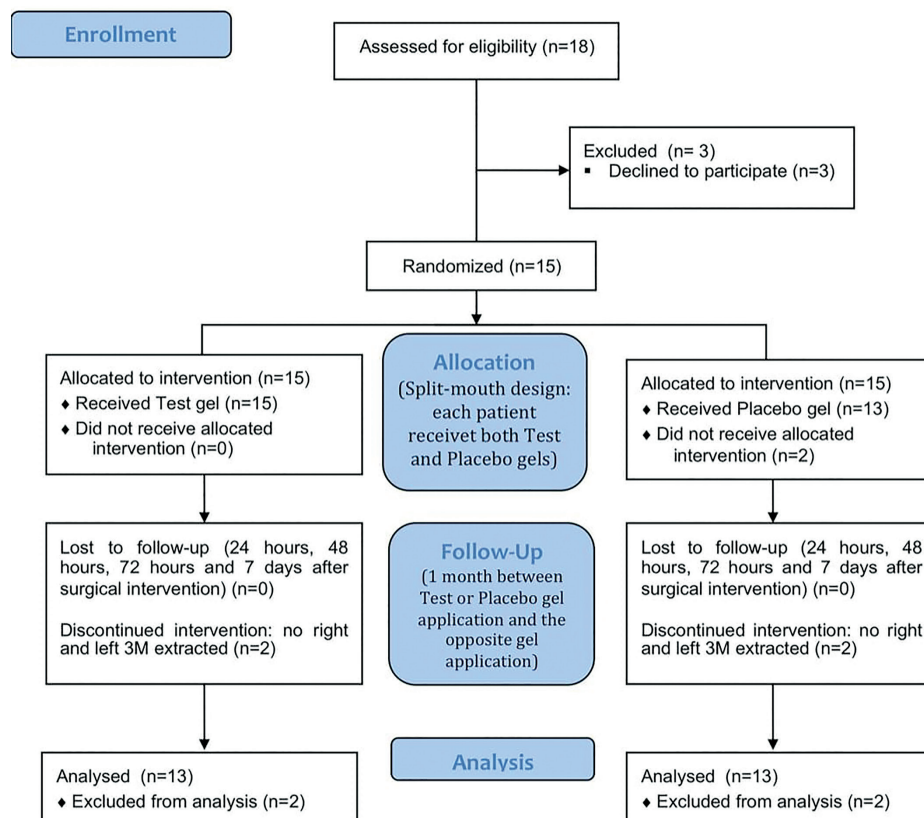 Enrollment
Assessed for eligibility (n=18)
Excluded (n= 3)
▪ Declined to participate (n=3)
Randomized (n=15)
Allocation
(Split-mouth design:
each patient
receivet both Test
and Placebo gels)
Allocated to intervention (n=15)
♦ Received Test gel (n=15)
♦ Did not receive allocated
intervention (n=0)
Allocated to intervention (n=15)
♦ Received Placebo gel (n=13)
♦ Did not receive allocated
intervention (n=2)
Follow-Up
(1 month between
Test or Placebo gel
application and the
opposite gel
application)
Lost to follow-up (24 hours, 48
hours, 72 hours and 7 days after
surgical intervention) (n=0)
Discontinued intervention: no right
and left 3M extracted (n=2)
Lost to follow-up (24 hours, 48
hours, 72 hours and 7 days after
surgical intervention) (n=0)
Discontinued intervention: no right
and left 3M extracted (n=2)
Analysis
Analysed (n=13)
♦ Excluded from analysis (n=2)
Analysed (n=13)
♦ Excluded from analysis (n=2)